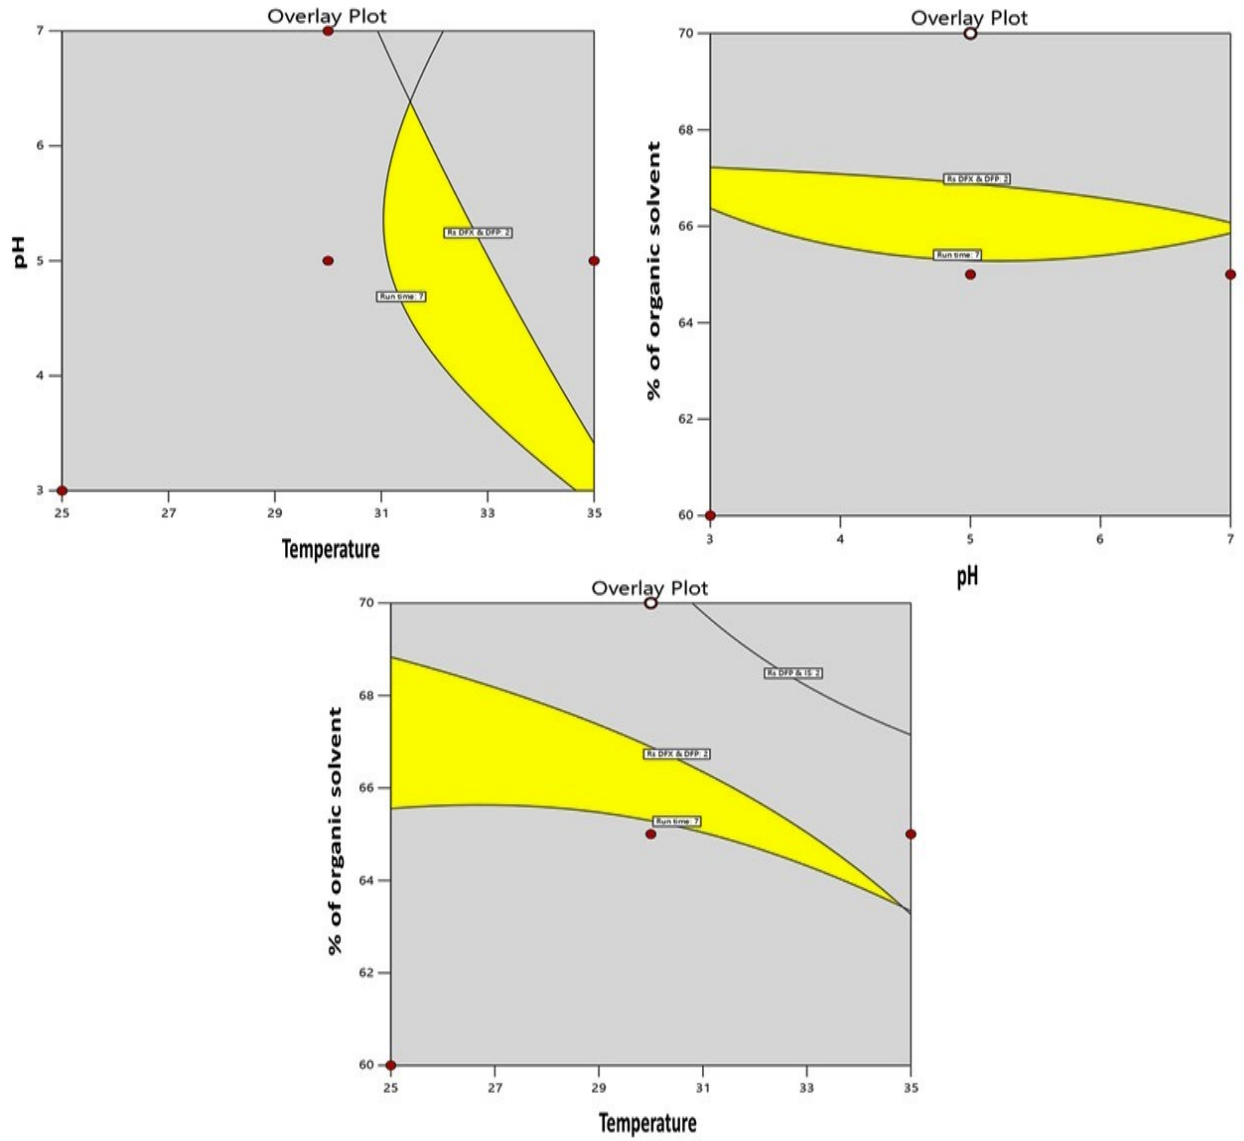 Overlay Plot
7
6
5
4
3
pH
Rs DFX & DFP: 2
Run time: 7
25 27 29 31 33 35
Temperature
Overlay Plot
70
68
66
64
62
60
% of organic solvent
Rs DFX & DFP: 2
Run time: 7
3 4 5 6 7
pH
Overlay Plot
70
68
66
64
62
60
% of organic solvent
Rs DFP & IS: 2
Rs DFX & DFP: 2
Run time: 7
25 27 29 31 33 35
Temperature